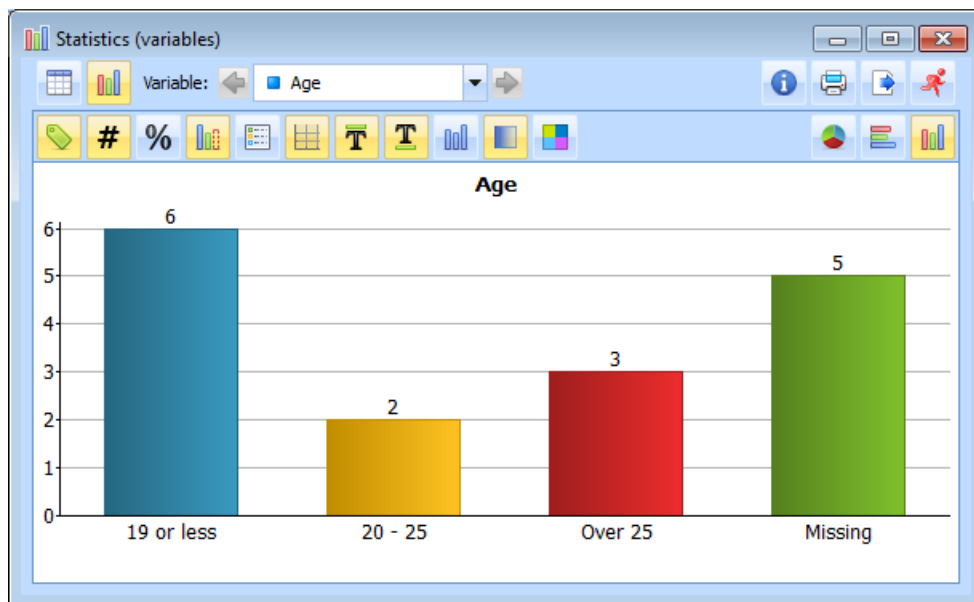 Statistics (variables)
Variable: Age
# % T T
Age
6
6
5
5
4
3
3
2
2
1
0
19 or less 20 - 25 Over 25 Missing